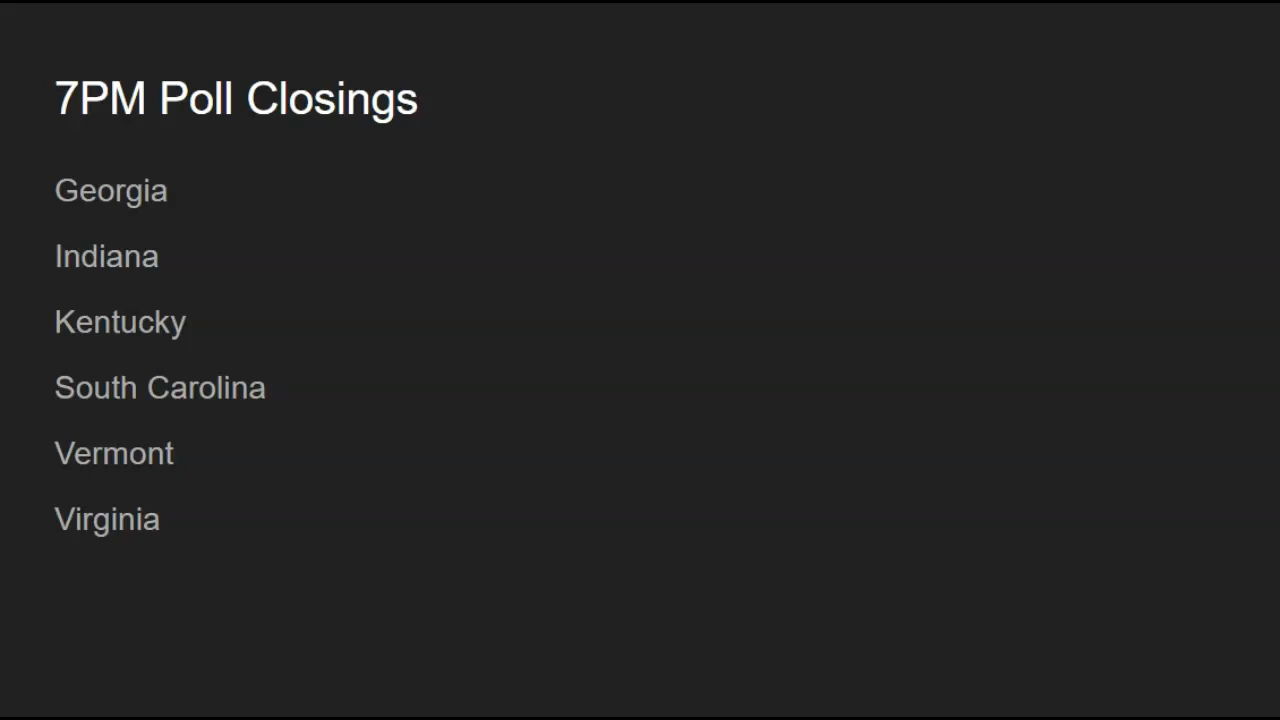 7PM Poll Closings
Georgia
Indiana
Kentucky
South Carolina
Vermont
Virginia